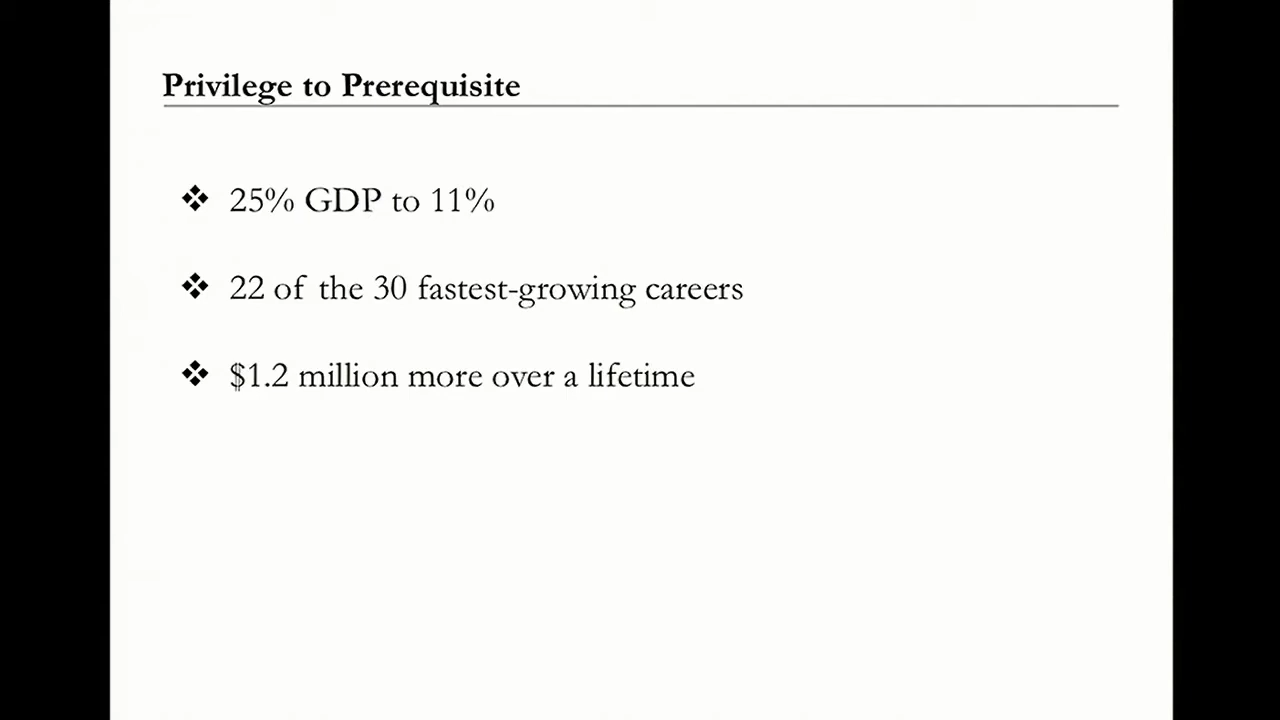 Privilege to Prerequisite
❖ 25% GDP to 11%
❖ 22 of the 30 fastest-growing careers
❖ $1.2 million more over a lifetime